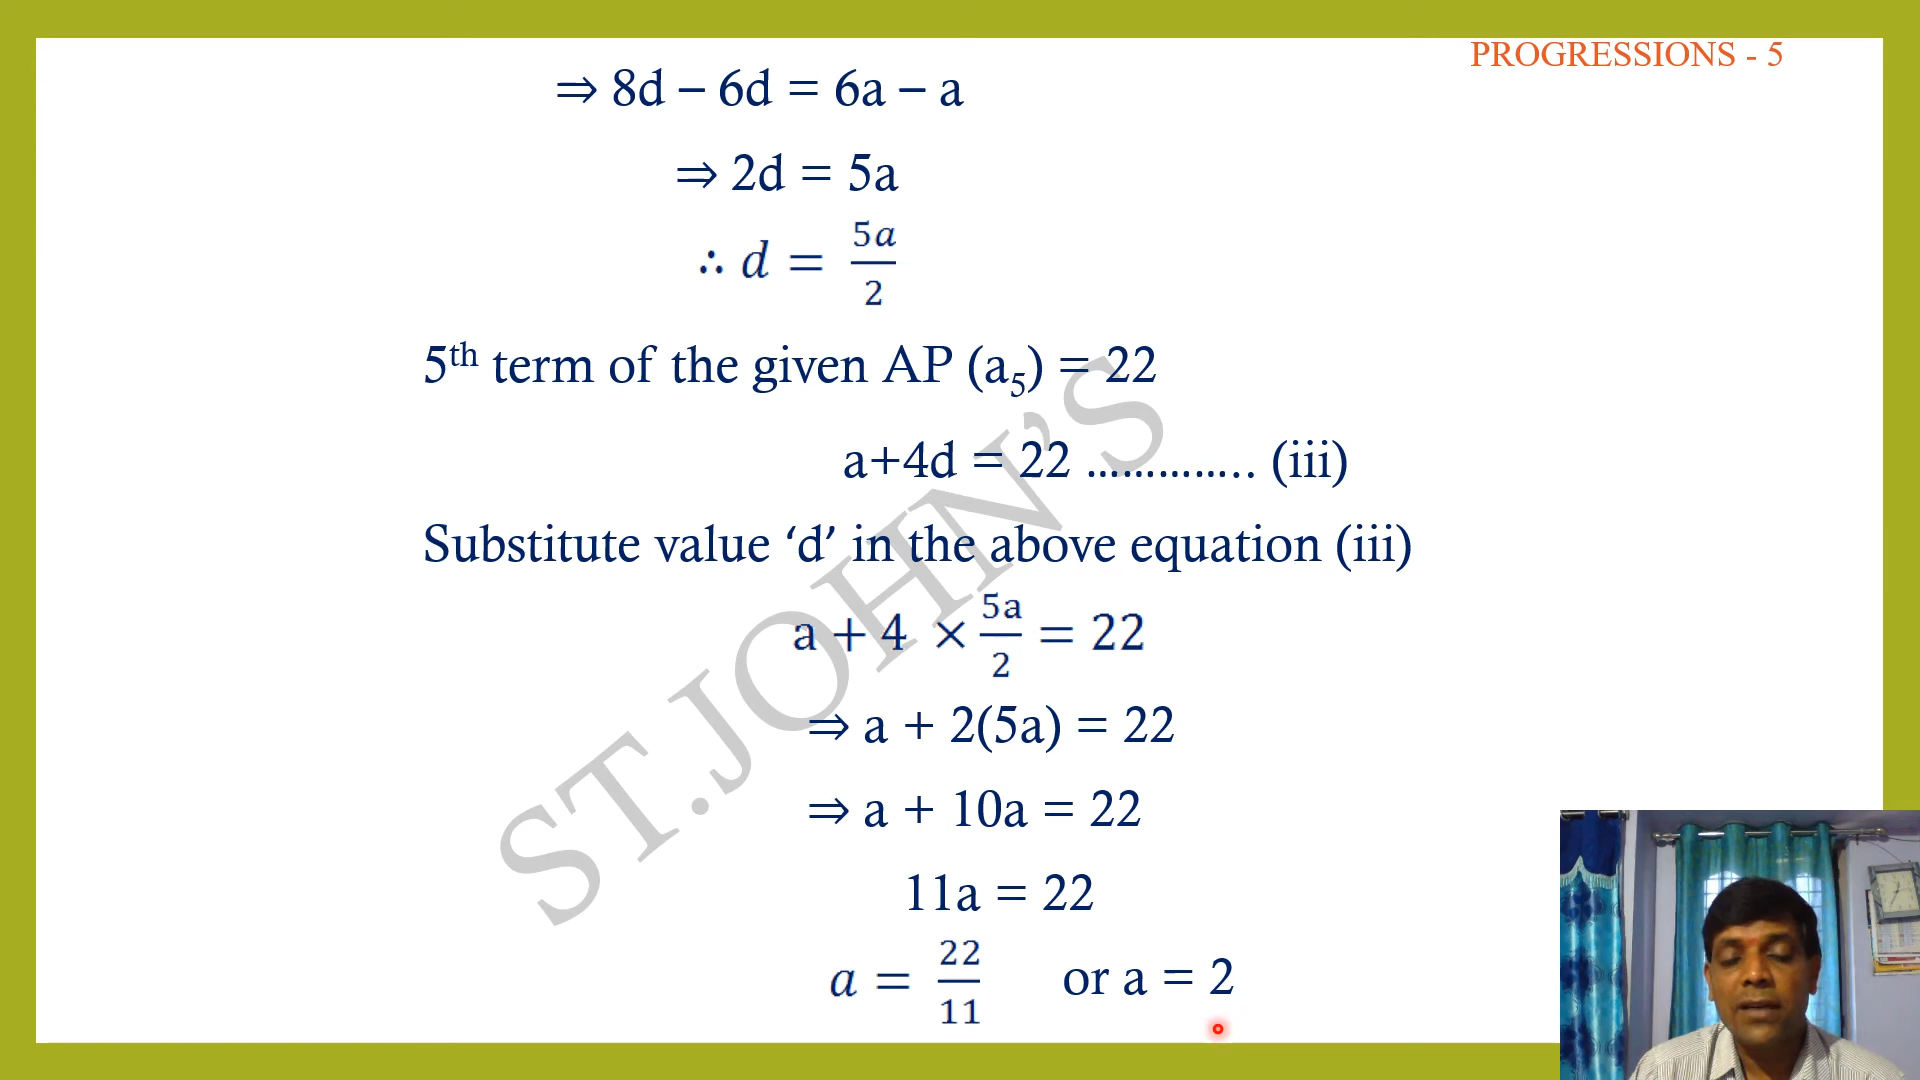 PROGRESSIONS - 5
⇒ 8d – 6d = 6a – a
⇒ 2d = 5a
∴ d = 5a/2
5th term of the given AP (a5) = 22
a+4d = 22 ………….. (iii)
Substitute value ‘d’ in the above equation (iii)
a + 4 × 5a/2 = 22
⇒ a + 2(5a) = 22
⇒ a + 10a = 22
11a = 22
a = 22/11 or a = 2
ST.JOHN’S